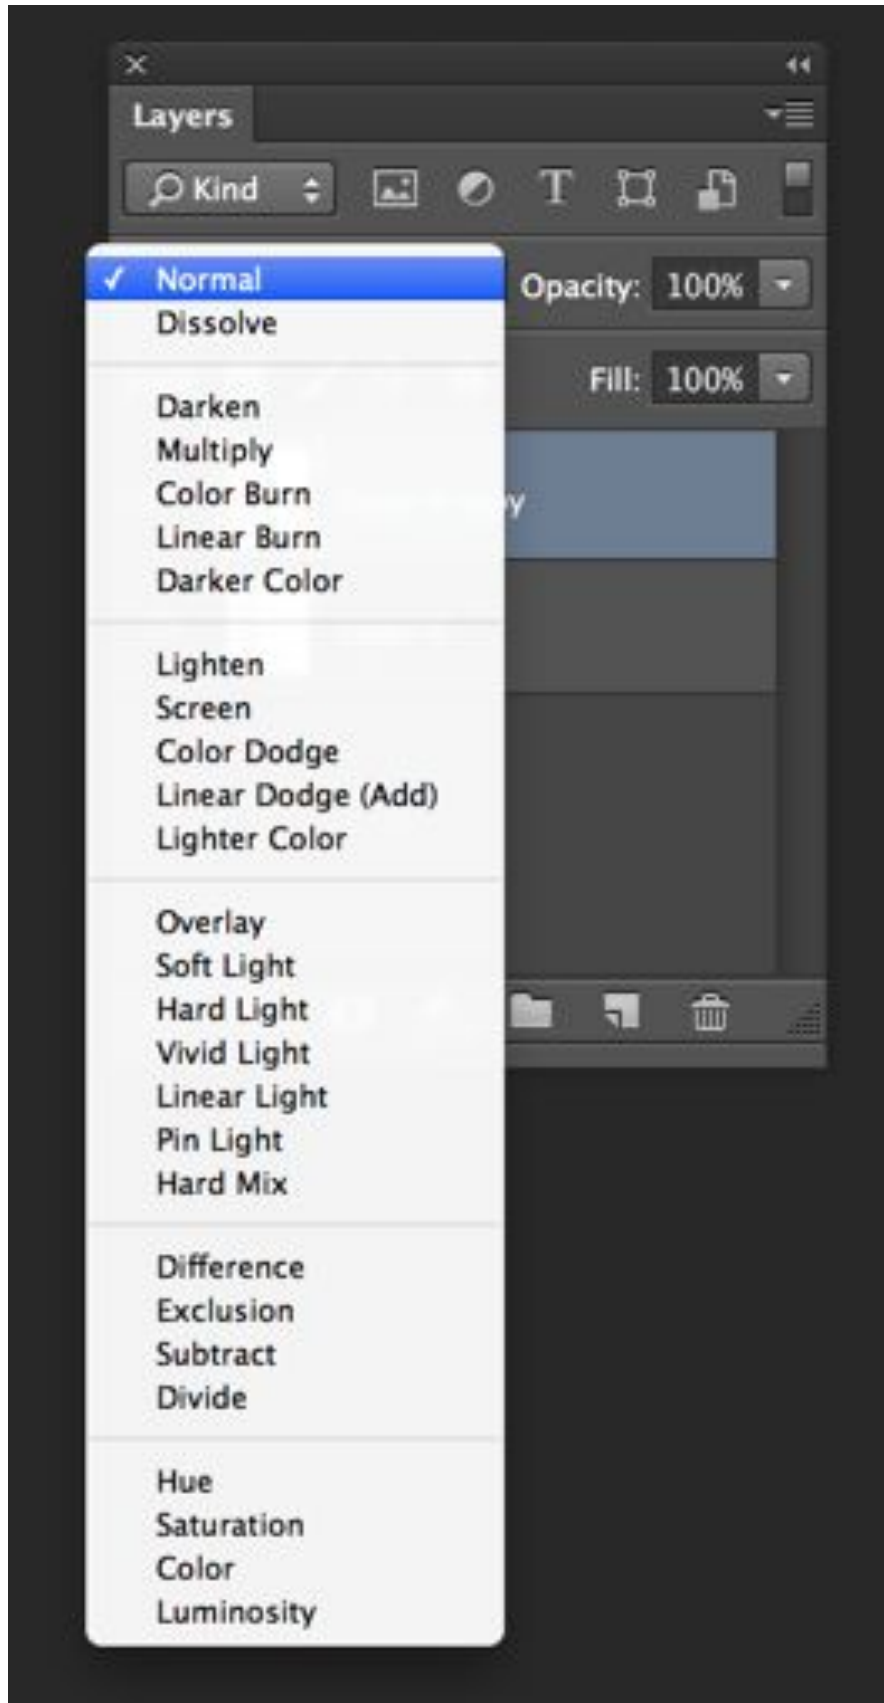 Layers
Kind
Normal
Opacity: 100%
Dissolve
Fill: 100%
Darken
Multiply
Color Burn
Linear Burn
Darker Color
Lighten
Screen
Color Dodge
Linear Dodge (Add)
Lighter Color
Overlay
Soft Light
Hard Light
Vivid Light
Linear Light
Pin Light
Hard Mix
Difference
Exclusion
Subtract
Divide
Hue
Saturation
Color
Luminosity